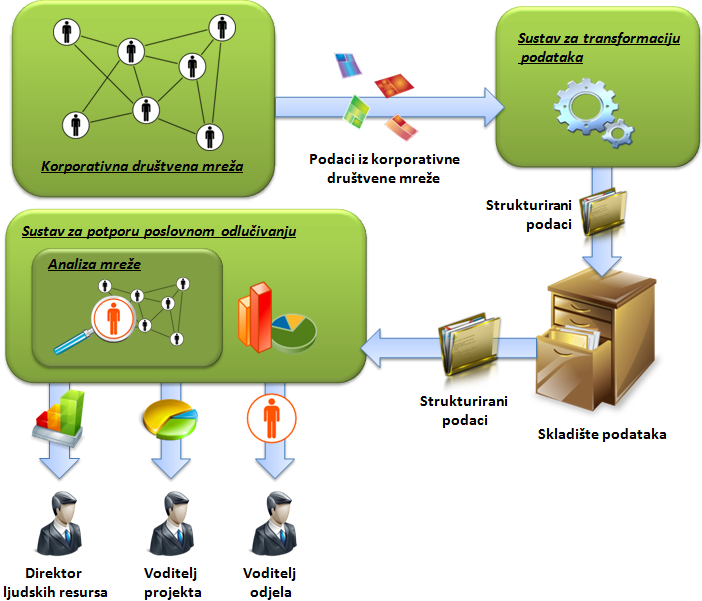 Korporativna društvena mreža
Podaci iz korporativne
društvene mreže
Sustav za transformaciju
podataka
Strukturirani
podaci
Skladište podataka
Strukturirani
podaci
Sustav za potporu poslovnom odlučivanju
Analiza mreže
Direktor
ljudskih resursa
Voditelj
projekta
Voditelj
odjela